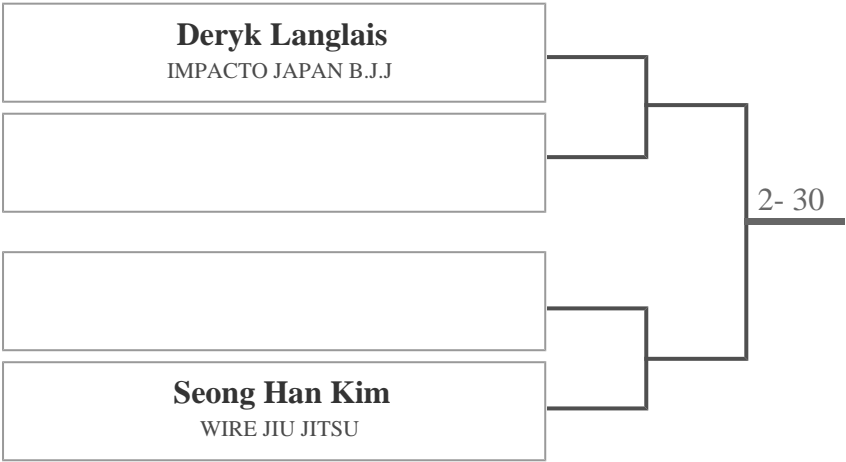 Deryk Langlais
IMPACTO JAPAN B.J.J
2- 30
Seong Han Kim
WIRE JIU JITSU